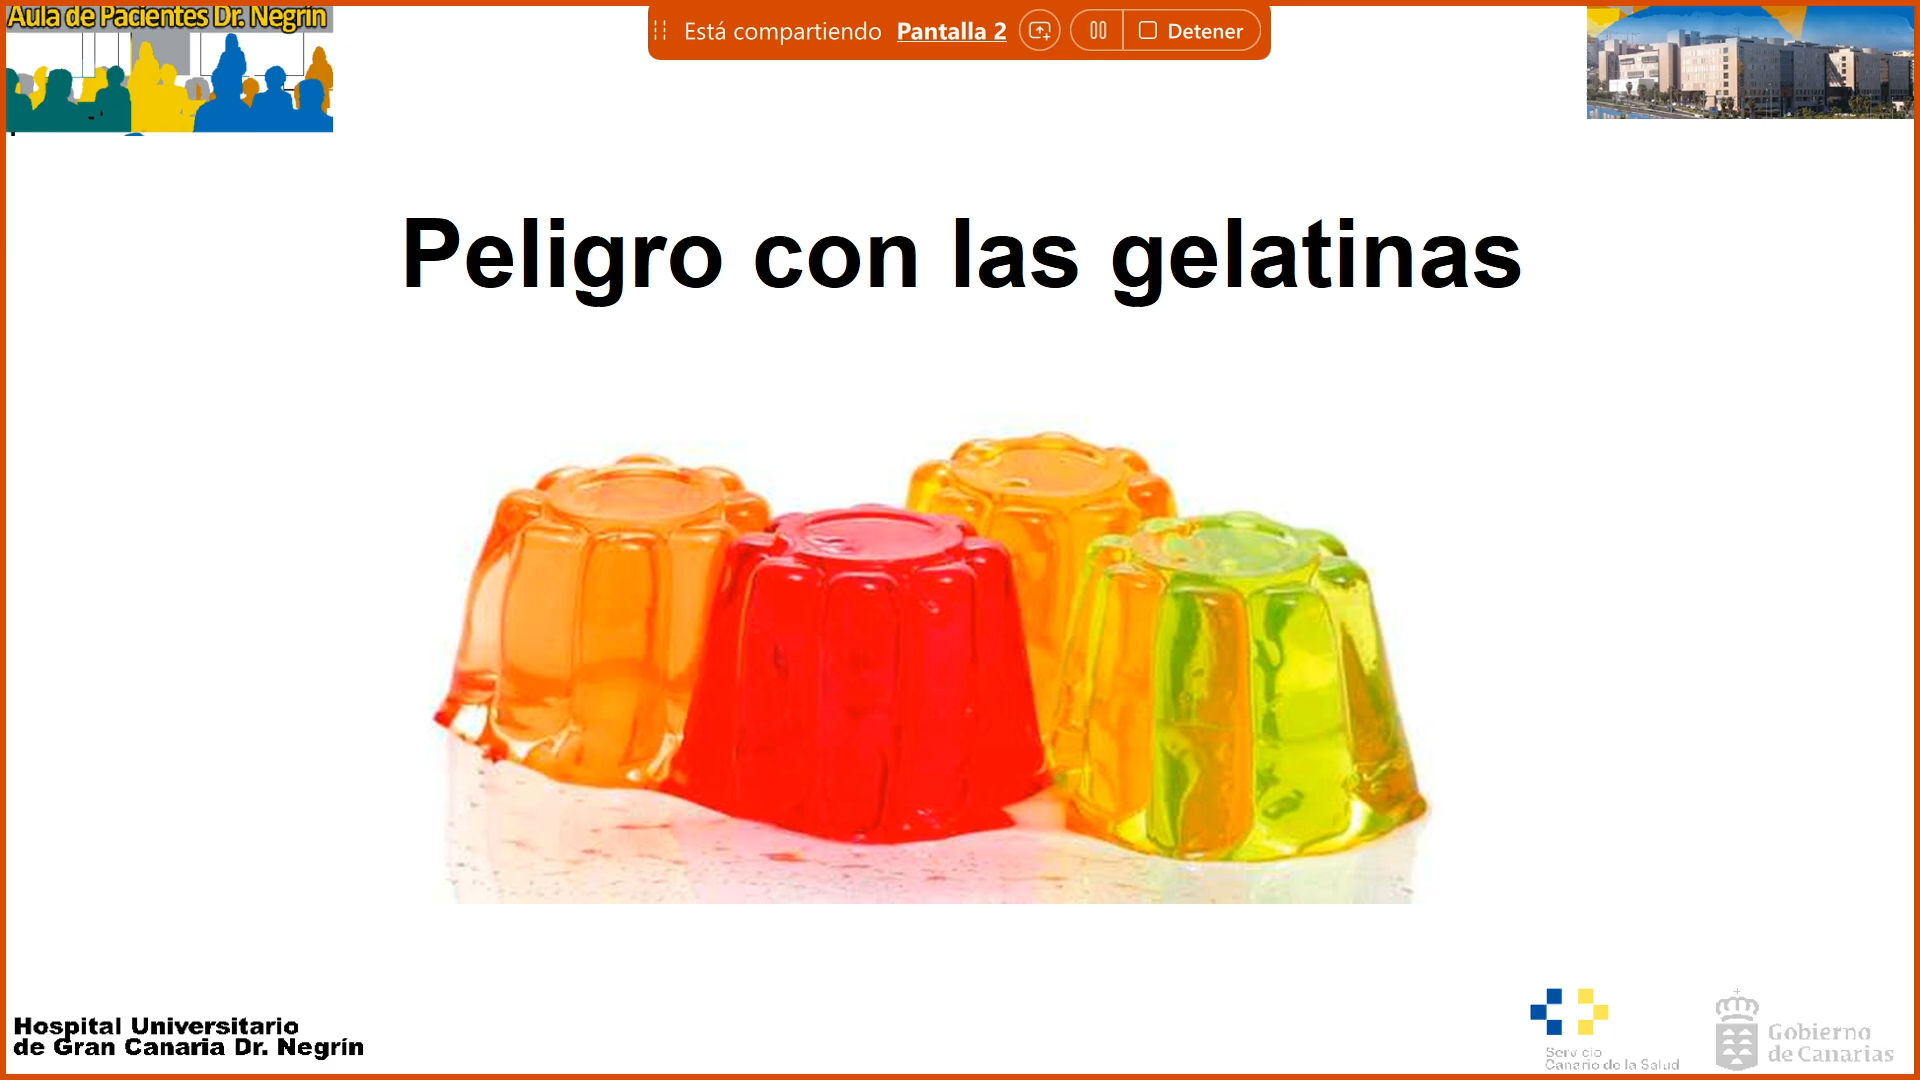 Aula de Pacientes Dr. Negrín
Está compartiendo Pantalla 2
Detener
Peligro con las gelatinas
Hospital Universitario
de Gran Canaria Dr. Negrín
Servicio
Canario de la Salud
Gobierno
de Canarias